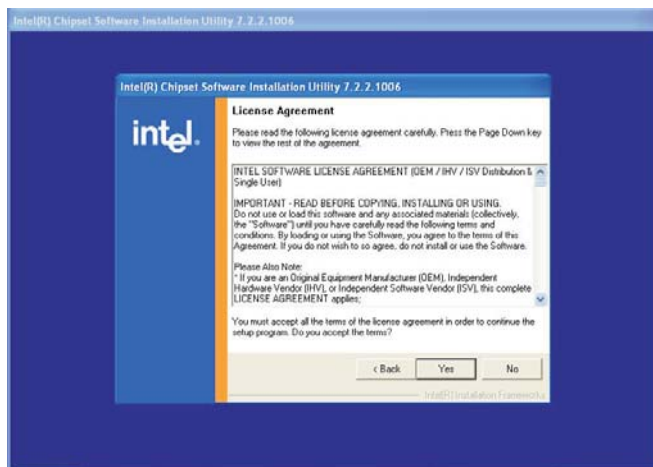 Intel(R) Chipset Software Installation Utility 7.2.2.1006
Intel(R) Chipset Software Installation Utility 7.2.2.1006
intel.
License Agreement
Please read the following license agreement carefully. Press the Page Down key
to view the rest of the agreement.
INTEL SOFTWARE LICENSE AGREEMENT (OEM / IHV / ISV Distribution &
Single User)
IMPORTANT - READ BEFORE COPYING, INSTALLING OR USING.
Do not use or load this software and any associated materials (collectively,
the "Software") until you have carefully read the following terms and
conditions. By loading or using the Software, you agree to the terms of this
Agreement. If you do not wish to so agree, do not install or use the Software.
Please Also Note:
* If you are an Original Equipment Manufacturer (OEM), Independent
Hardware Vendor (IHV), or Independent Software Vendor (ISV), this complete
LICENSE AGREEMENT applies;
You must accept all the terms of the license agreement in order to continue the
setup program. Do you accept the terms?
< Back Yes No
Intel(R) Installation Frameworks